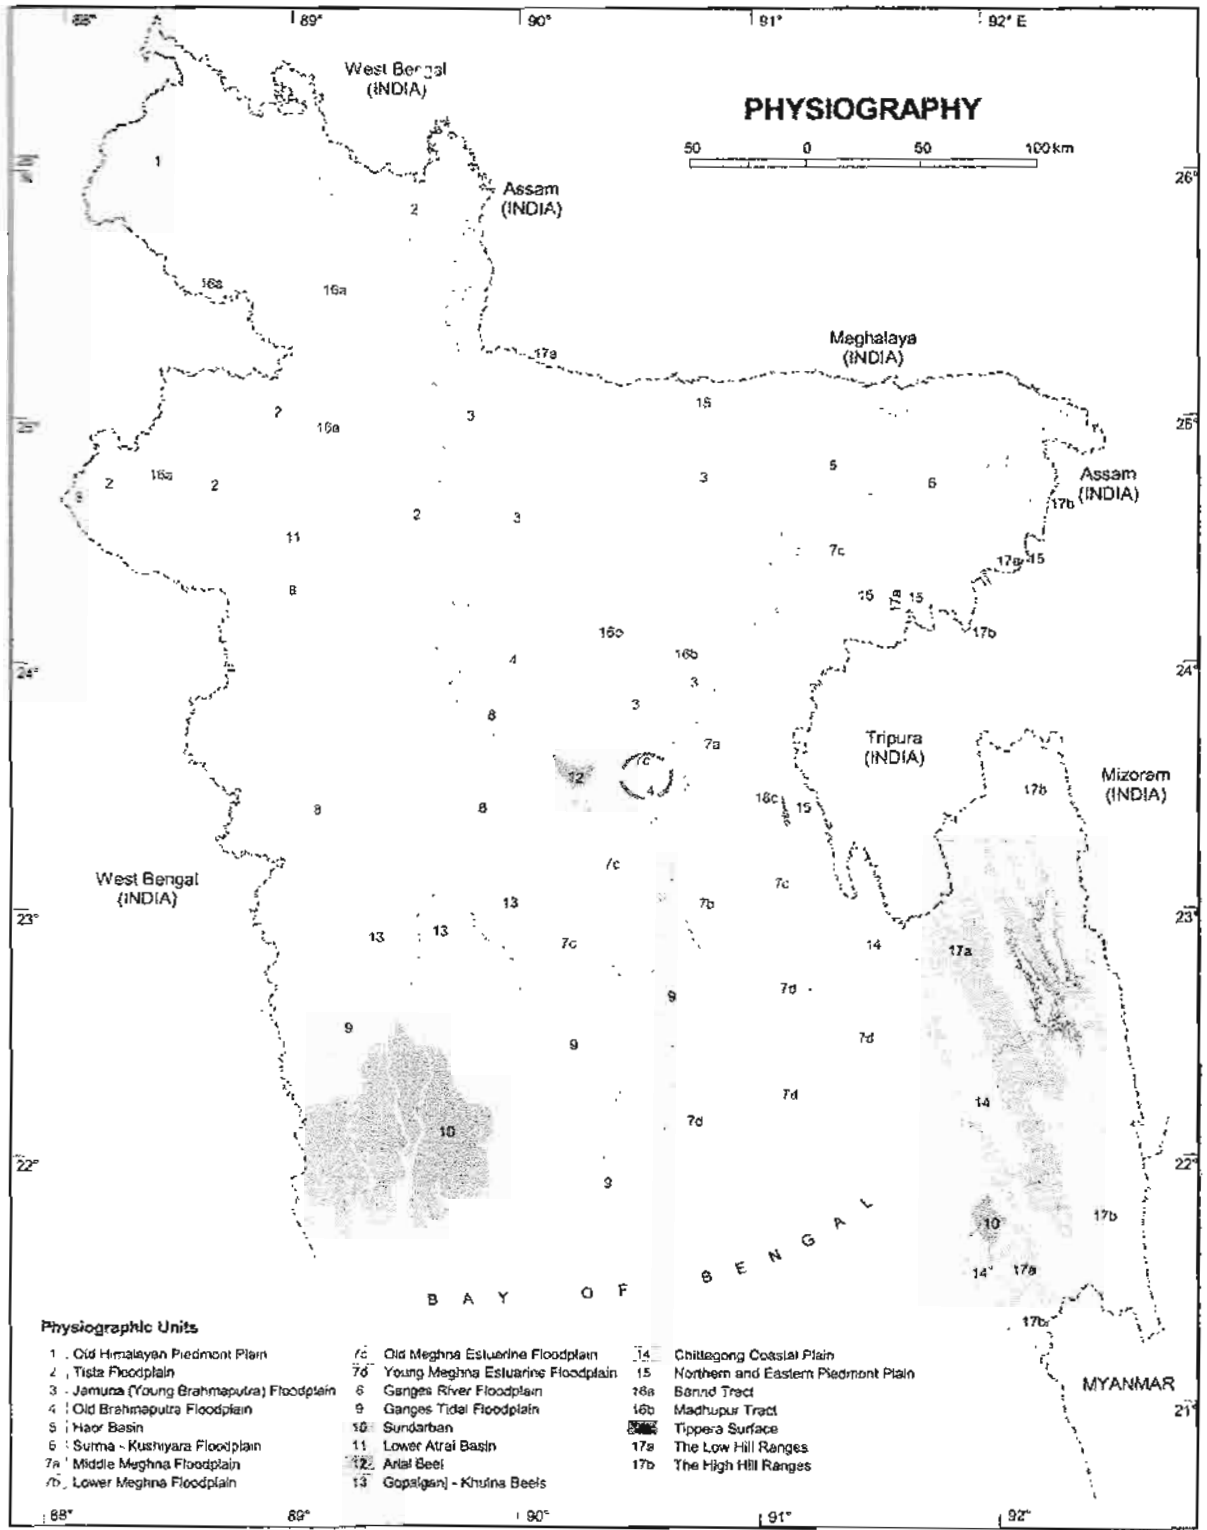 88° 89° 90° 91° 92° E
West Bengal
(INDIA)
PHYSIOGRAPHY
50 0 50 100 km
1
26°
Assam
(INDIA)
2
16a
16a
17a
Meghalaya
(INDIA)
15
2
3
25° 25°
16a
5
16a
3
6
Assam
(INDIA)
2
2
17b
2
3
11
7c
17a 15
15
17a
15
16b
17b
4
16b
24° 24°
3
3
8
7a
Tripura
(INDIA)
7c
12
4
Mizoram
(INDIA)
17b
8
8
15
7c
7c
West Bengal
(INDIA)
13
7b
23° 23°
13
13
7c
14
17a
7d
9
9
7d
9
7d
14
7d
10
22° 22°
9
17b
10
14
17a
BAY OF BENGAL
17b
MYANMAR
21°
Physiographic Units
1 Old Himalayan Piedmont Plain
2 Tista Floodplain
3 Jamuna (Young Brahmaputra) Floodplain
4 Old Brahmaputra Floodplain
5 Haor Basin
6 Surma - Kushiyara Floodplain
7a Middle Meghna Floodplain
7b Lower Meghna Floodplain
7c Old Meghna Estuarine Floodplain
7d Young Meghna Estuarine Floodplain
8 Ganges River Floodplain
9 Ganges Tidal Floodplain
10 Sundarban
11 Lower Atrai Basin
12 Arial Beel
13 Gopalganj - Khulna Beels
14 Chittagong Coastal Plain
15 Northern and Eastern Piedmont Plain
16a Barind Tract
16b Madhupur Tract
Tippera Surface
17a The Low Hill Ranges
17b The High Hill Ranges
88° 89° 90° 91° 92°